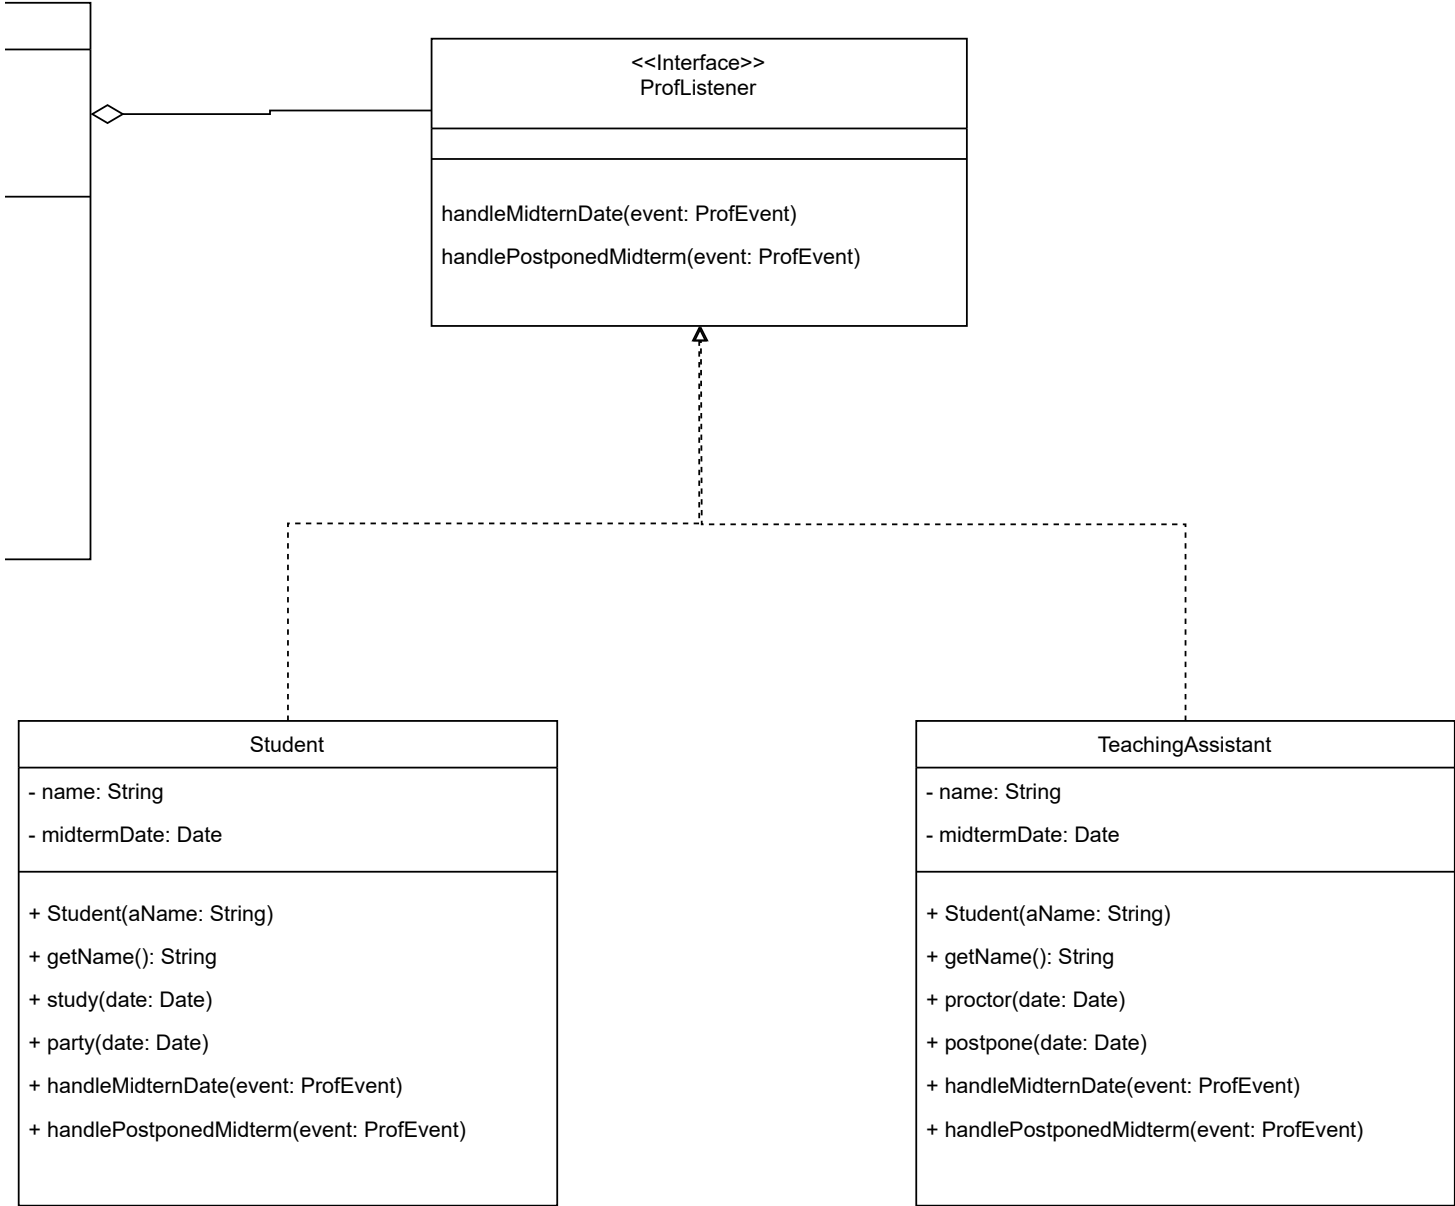 <<Interface>>
ProfListener
handleMidternDate(event: ProfEvent)
handlePostponedMidterm(event: ProfEvent)
Student
- name: String
- midtermDate: Date
+ Student(aName: String)
+ getName(): String
+ study(date: Date)
+ party(date: Date)
+ handleMidternDate(event: ProfEvent)
+ handlePostponedMidterm(event: ProfEvent)
TeachingAssistant
- name: String
- midtermDate: Date
+ Student(aName: String)
+ getName(): String
+ proctor(date: Date)
+ postpone(date: Date)
+ handleMidternDate(event: ProfEvent)
+ handlePostponedMidterm(event: ProfEvent)